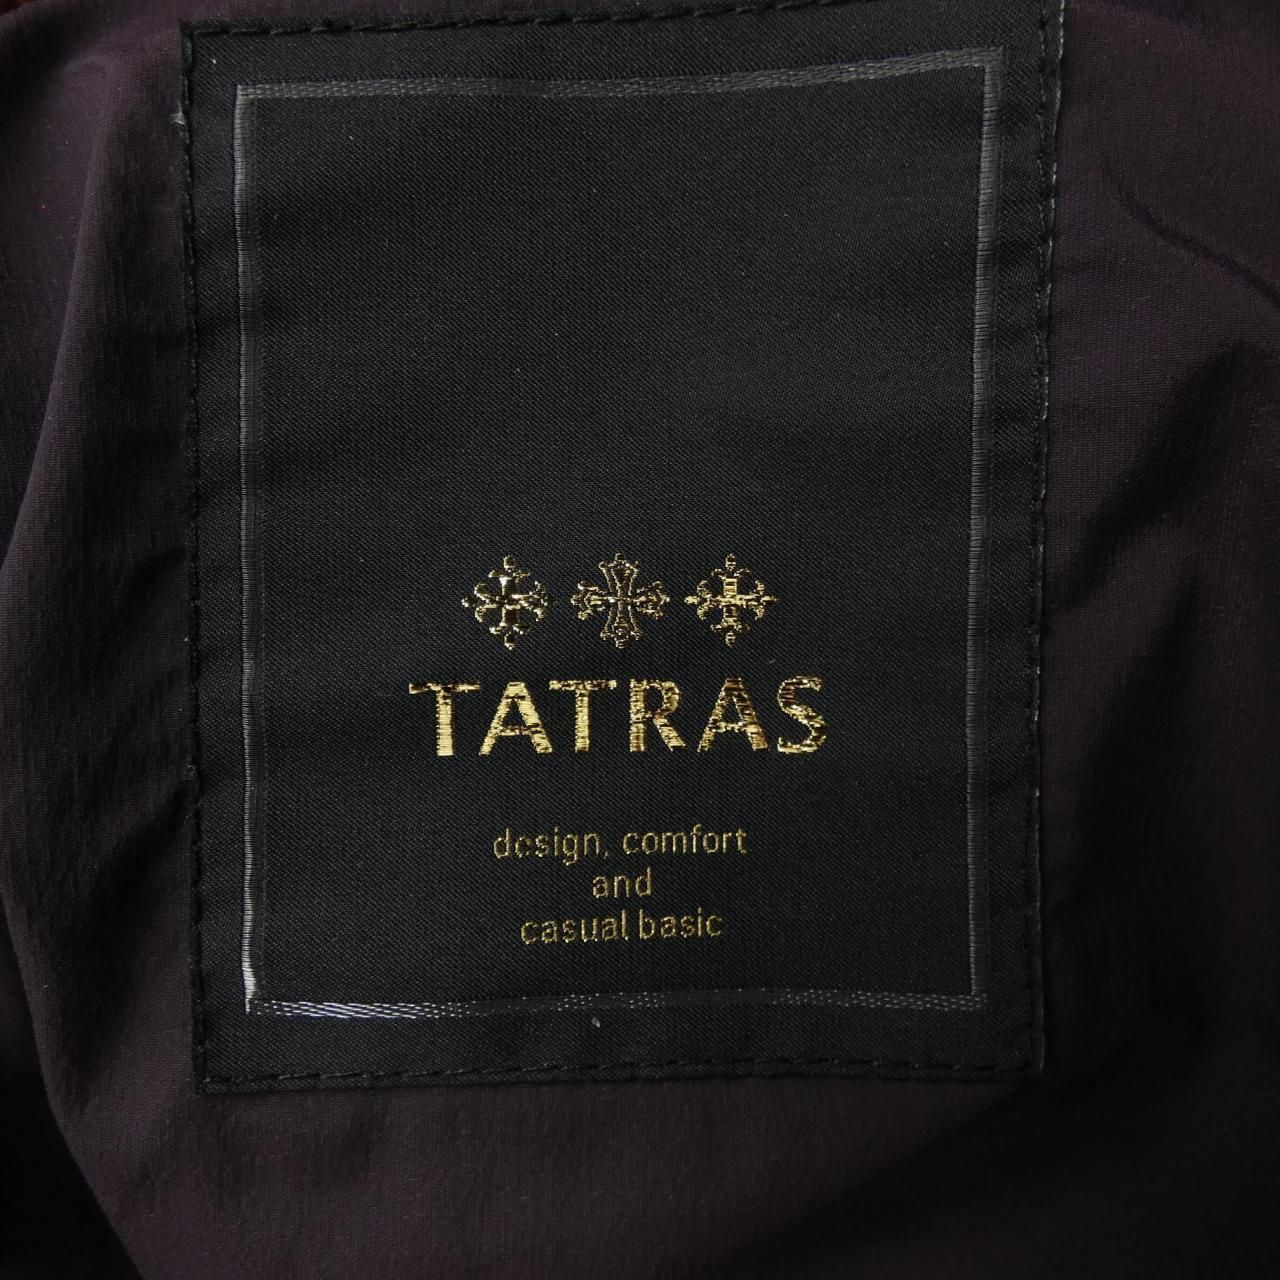 TATRAS
design, comfort
and
casual basic